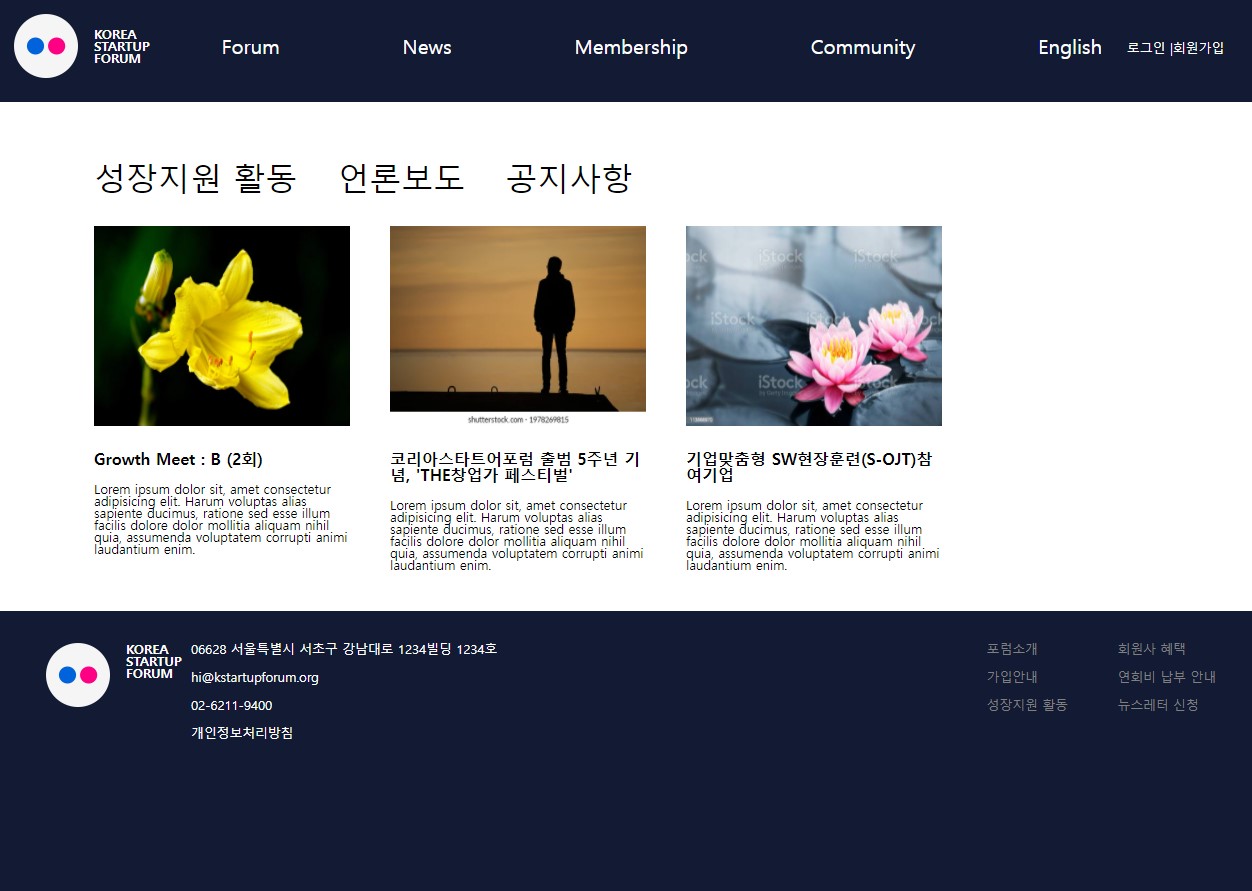 KOREA
STARTUP
FORUM
Forum News Membership Community English 로그인 |회원가입
성장지원 활동 언론보도 공지사항
iStock
iStock
iStock
iStock
shutterstock.com · 1978269815
Growth Meet : B (2회)
Lorem ipsum dolor sit, amet consectetur
adipisicing elit. Harum voluptas alias
sapiente ducimus, ratione sed esse illum
facilis dolore dolor mollitia aliquam nihil
quia, assumenda voluptatem corrupti animi
laudantium enim.
코리아스타트어포럼 출범 5주년 기
념, 'THE창업가 페스티벌'
Lorem ipsum dolor sit, amet consectetur
adipisicing elit. Harum voluptas alias
sapiente ducimus, ratione sed esse illum
facilis dolore dolor mollitia aliquam nihil
quia, assumenda voluptatem corrupti animi
laudantium enim.
기업맞춤형 SW현장훈련(S-OJT)참
여기업
Lorem ipsum dolor sit, amet consectetur
adipisicing elit. Harum voluptas alias
sapiente ducimus, ratione sed esse illum
facilis dolore dolor mollitia aliquam nihil
quia, assumenda voluptatem corrupti animi
laudantium enim.
KOREA
STARTUP
FORUM
06628 서울특별시 서초구 강남대로 1234빌딩 1234호
hi@kstartupforum.org
02-6211-9400
개인정보처리방침
포럼소개
가입안내
성장지원 활동
회원사 혜택
연회비 납부 안내
뉴스레터 신청